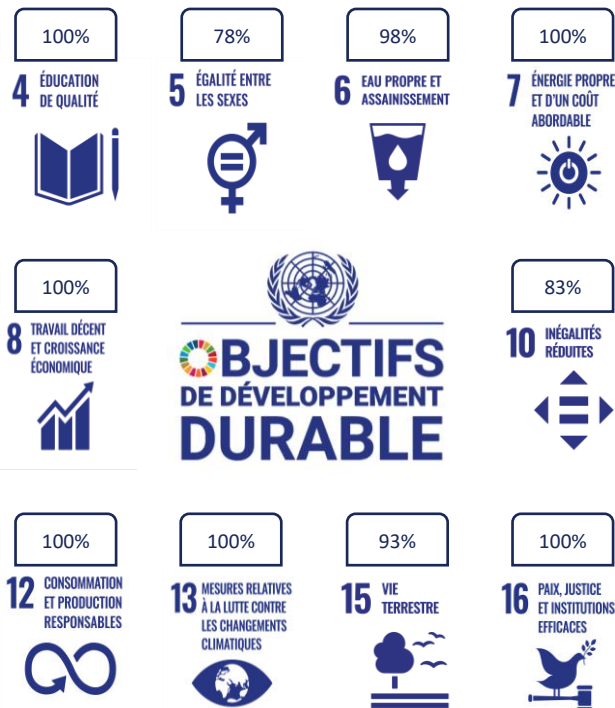 100%
4 ÉDUCATION
DE QUALITÉ
78%
5 ÉGALITÉ ENTRE
LES SEXES
98%
6 EAU PROPRE ET
ASSAINISSEMENT
100%
7 ÉNERGIE PROPRE
ET D'UN COÛT
ABORDABLE
100%
8 TRAVAIL DÉCENT
ET CROISSANCE
ÉCONOMIQUE
OBJECTIFS
DE DÉVELOPPEMENT
DURABLE
83%
10 INÉGALITÉS
RÉDUITES
100%
12 CONSOMMATION
ET PRODUCTION
RESPONSABLES
100%
13 MESURES RELATIVES
À LA LUTTE CONTRE
LES CHANGEMENTS
CLIMATIQUES
93%
15 VIE
TERRESTRE
100%
16 PAIX, JUSTICE
ET INSTITUTIONS
EFFICACES